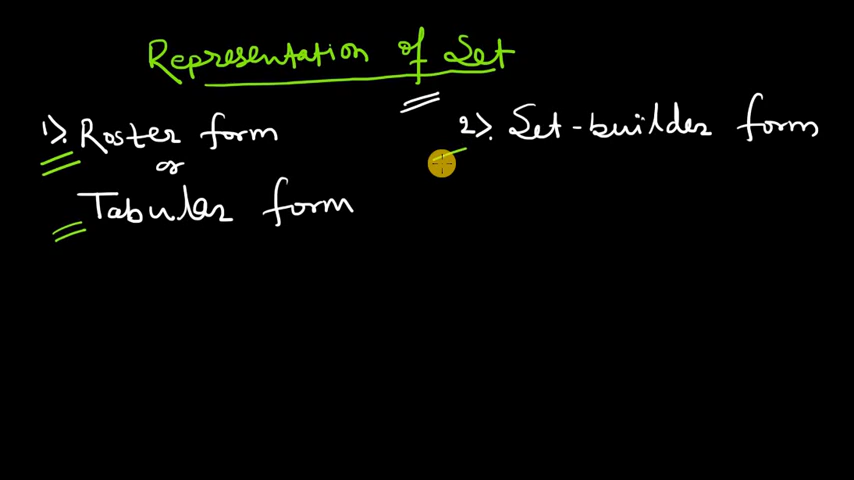 Representation of Set
1). Roster form
or
Tabular form
2). Set-builder form